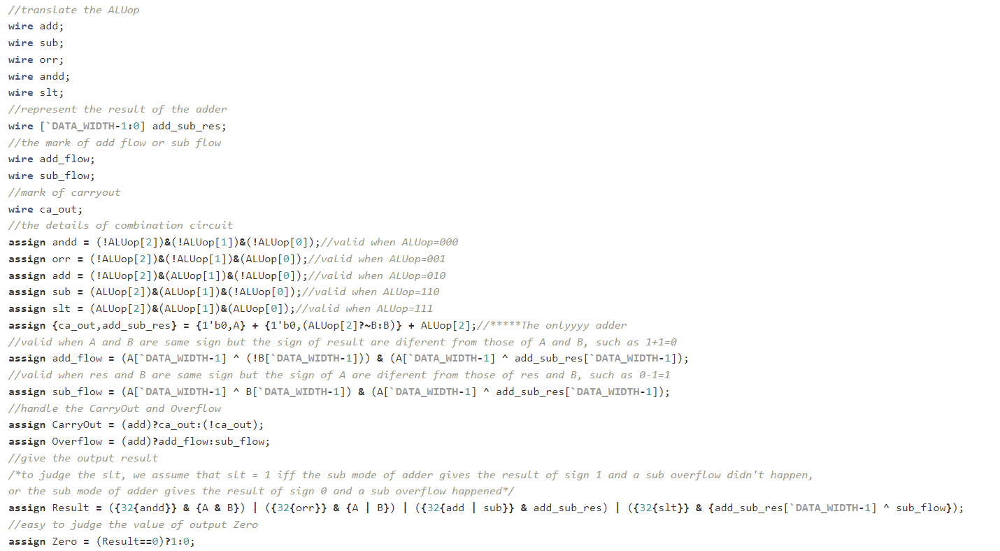 //translate the ALUop
wire add;
wire sub;
wire orr;
wire andd;
wire slt;
//represent the result of the adder
wire [`DATA_WIDTH-1:0] add_sub_res;
//the mark of add flow or sub flow
wire add_flow;
wire sub_flow;
//mark of carryout
wire ca_out;
//the details of combination circuit
assign andd = (!ALUop[2])&(!ALUop[1])&(!ALUop[0]);//valid when ALUop=000
assign orr = (!ALUop[2])&(!ALUop[1])&(ALUop[0]);//valid when ALUop=001
assign add = (!ALUop[2])&(ALUop[1])&(!ALUop[0]);//valid when ALUop=010
assign sub = (ALUop[2])&(ALUop[1])&(!ALUop[0]);//valid when ALUop=110
assign slt = (ALUop[2])&(ALUop[1])&(ALUop[0]);//valid when ALUop=111
assign {ca_out,add_sub_res} = {1'b0,A} + {1'b0,(ALUop[2]?~B:B)} + ALUop[2];//*****The onlyyyy adder
//valid when A and B are same sign but the sign of result are diferent from those of A and B, such as 1+1=0
assign add_flow = (A[`DATA_WIDTH-1] ^ (!B[`DATA_WIDTH-1])) & (A[`DATA_WIDTH-1] ^ add_sub_res[`DATA_WIDTH-1]);
//valid when res and B are same sign but the sign of A are diferent from those of res and B, such as 0-1=1
assign sub_flow = (A[`DATA_WIDTH-1] ^ B[`DATA_WIDTH-1]) & (A[`DATA_WIDTH-1] ^ add_sub_res[`DATA_WIDTH-1]);
//handle the CarryOut and Overflow
assign CarryOut = (add)?ca_out:(!ca_out);
assign Overflow = (add)?add_flow:sub_flow;
//give the output result
/*to judge the slt, we assume that slt = 1 iff the sub mode of adder gives the result of sign 1 and a sub overflow didn't happen,
or the sub mode of adder gives the result of sign 0 and a sub overflow happened*/
assign Result = ({32{andd}} & {A & B}) | ({32{orr}} & {A | B}) | ({32{add | sub}} & add_sub_res) | ({32{slt}} & {add_sub_res[`DATA_WIDTH-1] ^ sub_flow});
//easy to judge the value of output Zero
assign Zero = (Result==0)?1:0;